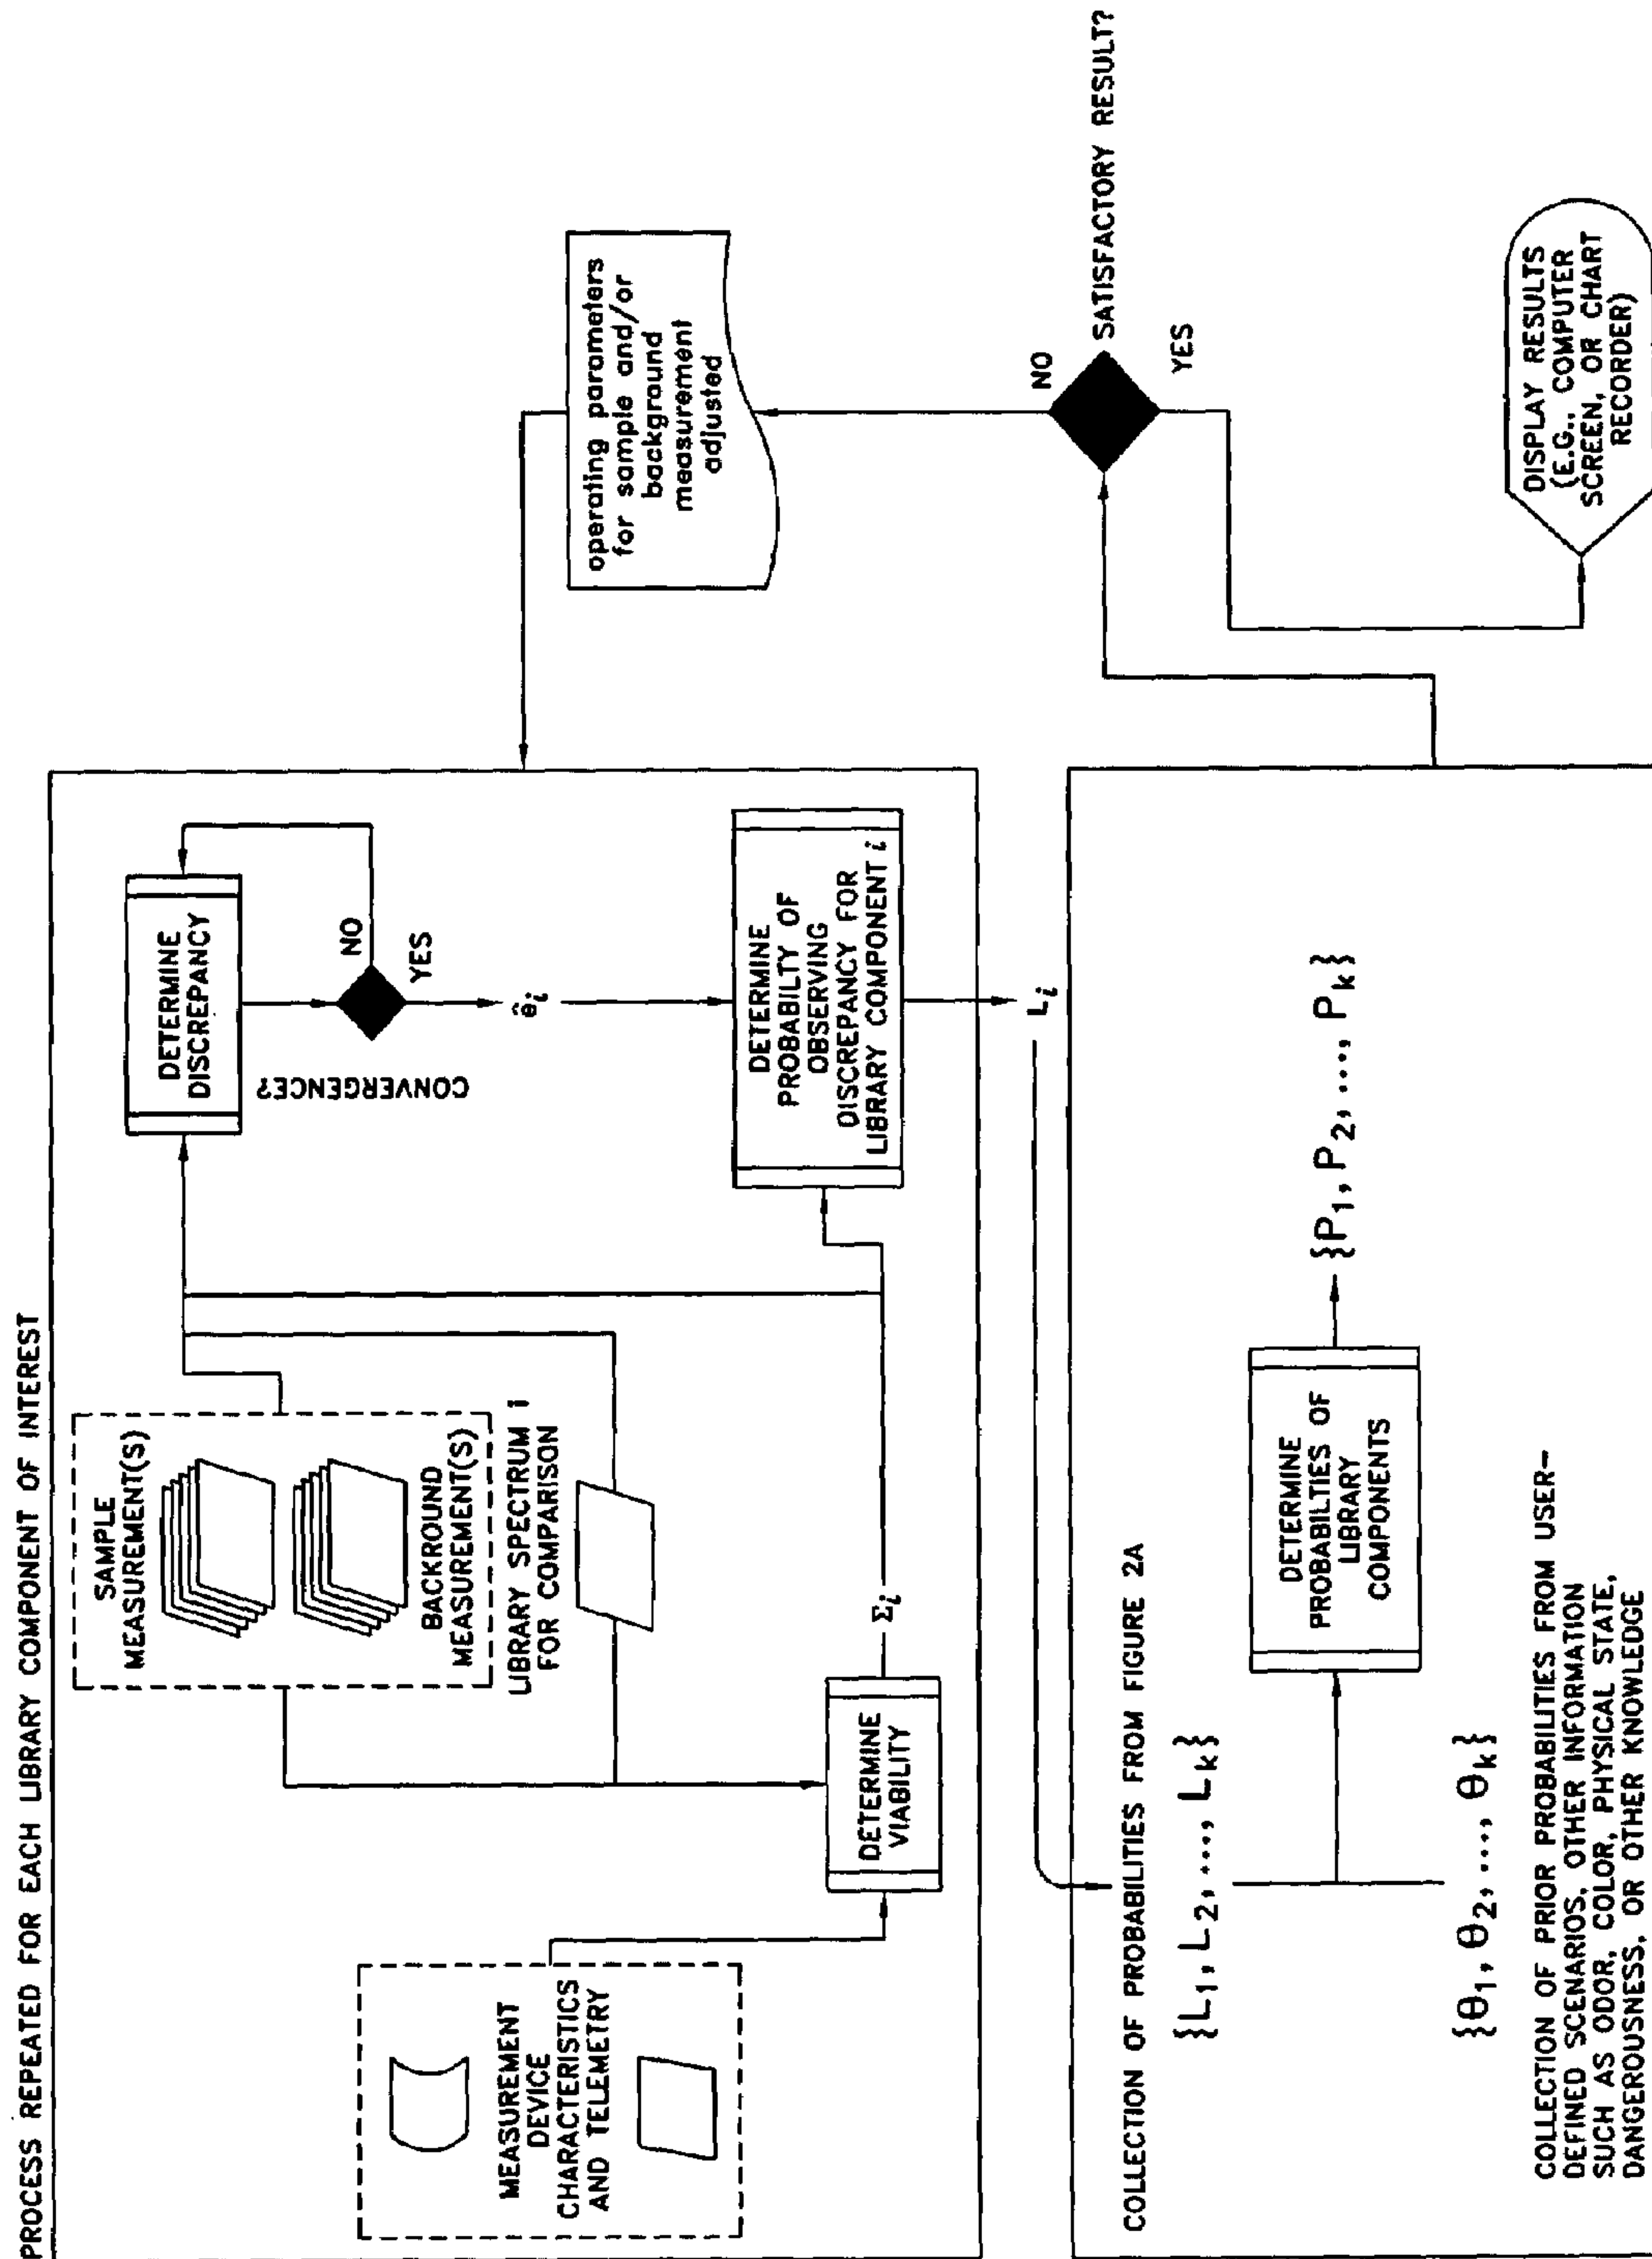 PROCESS REPEATED FOR EACH LIBRARY COMPONENT OF INTEREST
MEASUREMENT
DEVICE
CHARACTERISTICS
AND TELEMETRY
SAMPLE
MEASUREMENT(S)
BACKROUND
MEASUREMENT(S)
LIBRARY SPECTRUM i
FOR COMPARISON
DETERMINE
VIABILITY
Σi
DETERMINE
DISCREPANCY
CONVERGENCE?
NO
YES
êi
DETERMINE
PROBABILTY OF
OBSERVING
DISCREPANCY FOR
LIBRARY COMPONENT i
Li
operating parameters
for sample and/or
background
measurement
adjusted
COLLECTION OF PROBABILITIES FROM FIGURE 2A
{L1, L2, ..., Lk}
DETERMINE
PROBABILTIES OF
LIBRARY
COMPONENTS
{P1, P2, ..., Pk}
{θ1, θ2, ..., θk}
COLLECTION OF PRIOR PROBABILITIES FROM USER-
DEFINED SCENARIOS, OTHER INFORMATION
SUCH AS ODOR, COLOR, PHYSICAL STATE,
DANGEROUSNESS, OR OTHER KNOWLEDGE
NO
SATISFACTORY RESULT?
YES
DISPLAY RESULTS
(E.G., COMPUTER
SCREEN, OR CHART
RECORDER)